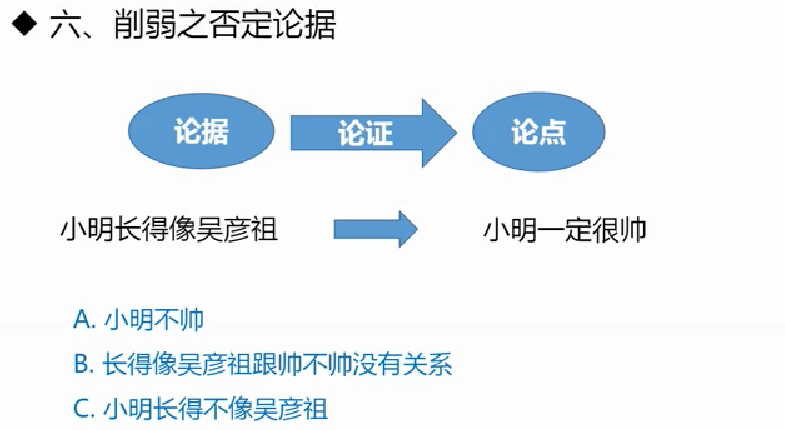 ◆ 六、削弱之否定论据
论据 论证 论点
小明长得像吴彦祖 小明一定很帅
A. 小明不帅
B. 长得像吴彦祖跟帅不帅没有关系
C. 小明长得不像吴彦祖